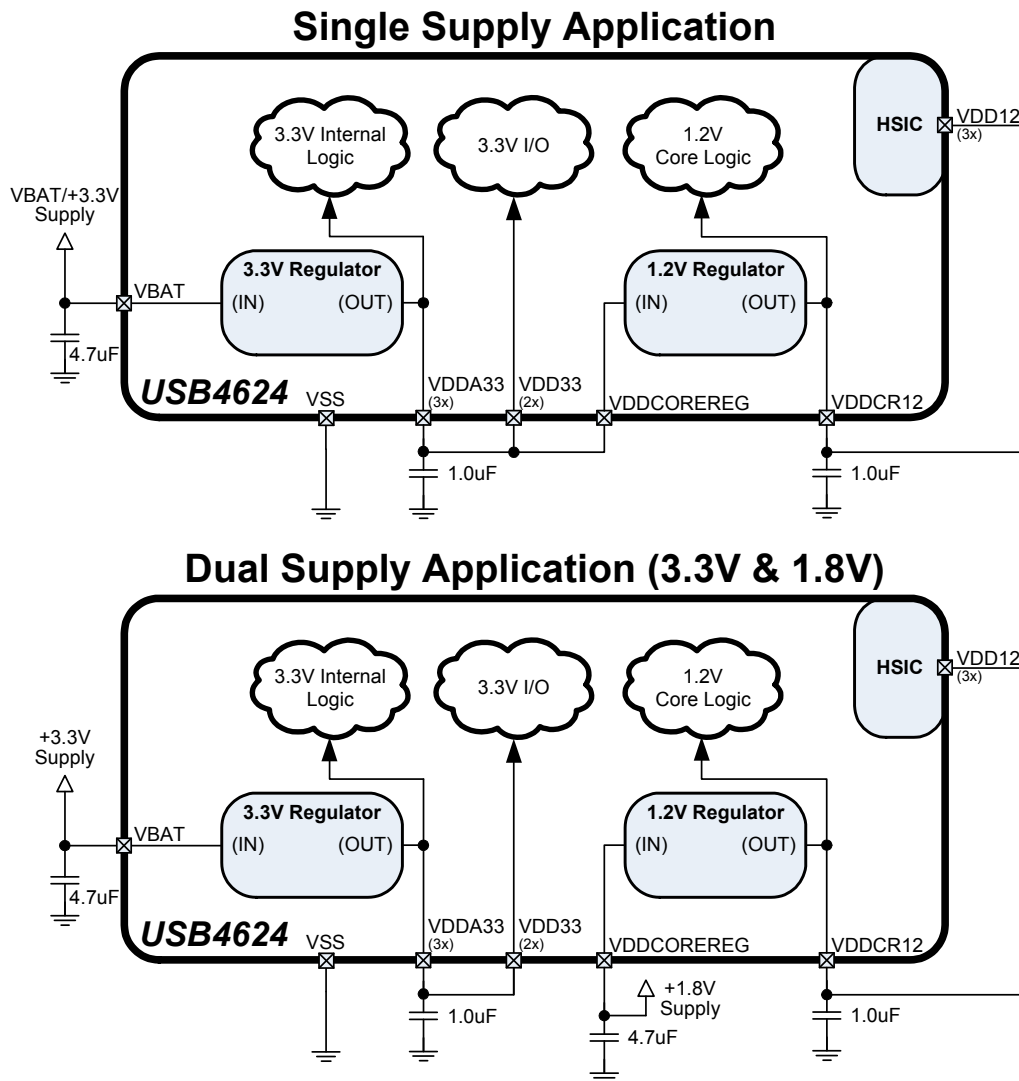 Single Supply Application
3.3V Internal
Logic
3.3V I/O
1.2V
Core Logic
HSIC
VDD12
(3x)
VBAT/+3.3V
Supply
3.3V Regulator
(IN)
(OUT)
1.2V Regulator
(IN)
(OUT)
VBAT
4.7uF
USB4624
VSS
VDDA33
(3x)
VDD33
(2x)
VDDCOREREG
VDDCR12
1.0uF
1.0uF
Dual Supply Application (3.3V & 1.8V)
3.3V Internal
Logic
3.3V I/O
1.2V
Core Logic
HSIC
VDD12
(3x)
+3.3V
Supply
3.3V Regulator
(IN)
(OUT)
1.2V Regulator
(IN)
(OUT)
VBAT
4.7uF
USB4624
VSS
VDDA33
(3x)
VDD33
(2x)
VDDCOREREG
VDDCR12
1.0uF
+1.8V
Supply
4.7uF
1.0uF